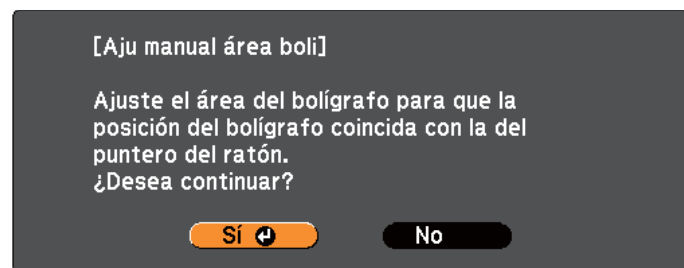 [Aju manual área boli]
Ajuste el área del bolígrafo para que la
posición del bolígrafo coincida con la del
puntero del ratón.
¿Desea continuar?
Sí No